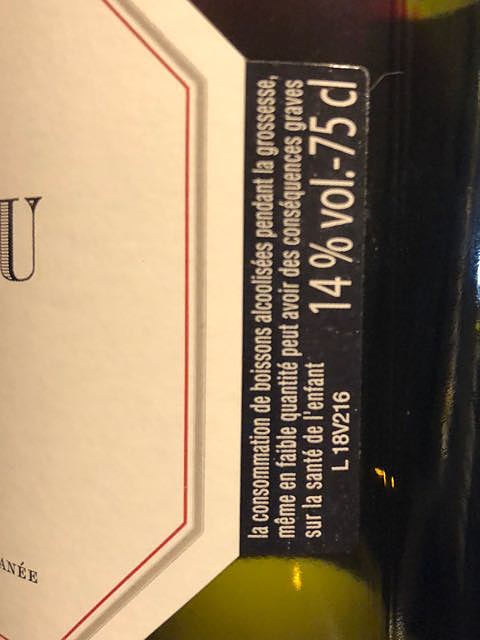 U
ANÉE
la consommation de boissons alcoolisées pendant la grossesse,
même en faible quantité peut avoir des conséquences graves
sur la santé de l'enfant 14 % vol.-75 cl
L 18V216